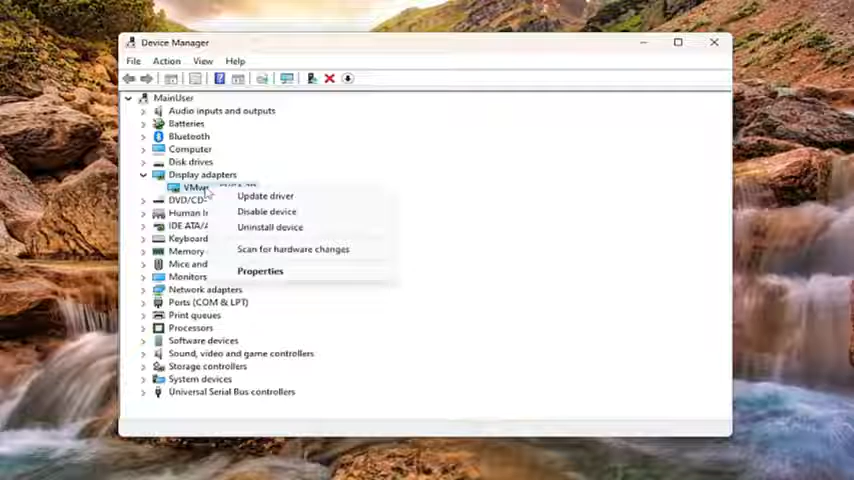 Device Manager
File Action View Help
MainUser
Audio inputs and outputs
Batteries
Bluetooth
Computer
Disk drives
Display adapters
Update driver
DVD/CD-
Disable device
Human I
IDE ATA/A
Uninstall device
Keyboard
Memory
Scan for hardware changes
Mice and
Properties
Monitors
Network adapters
Ports (COM & LPT)
Print queues
Processors
Software devices
Sound, video and game controllers
Storage controllers
System devices
Universal Serial Bus controllers